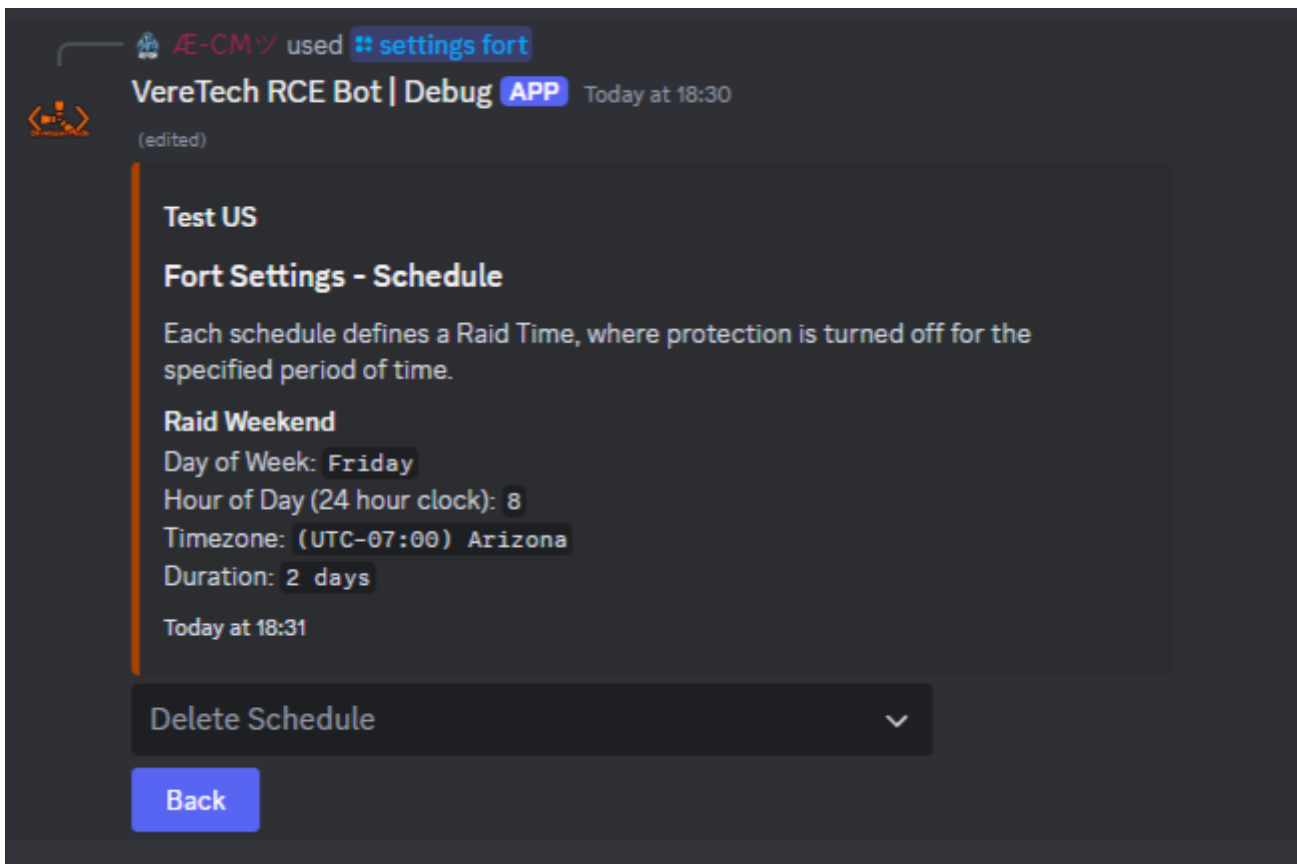 Æ-CMツ used settings fort
VereTech RCE Bot | Debug APP Today at 18:30
(edited)
Test US
Fort Settings - Schedule
Each schedule defines a Raid Time, where protection is turned off for the
specified period of time.
Raid Weekend
Day of Week: Friday
Hour of Day (24 hour clock): 8
Timezone: (UTC-07:00) Arizona
Duration: 2 days
Today at 18:31
Delete Schedule
Back